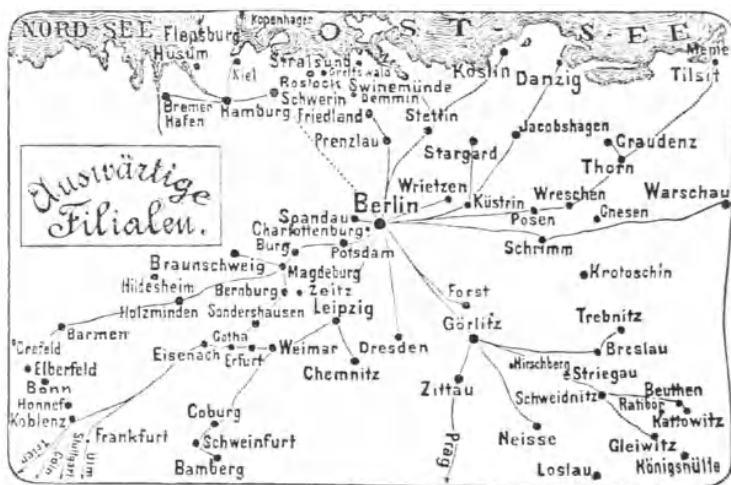 Kopenhagen
NORD-SEE
Flensburg
OST-SEE
Husum
Kiel
Stralsund
Greifswald
Köslin
Danzig
Memel
Tilsit
Rostock
Swinemünde
Bremer
Hafen
Hamburg
Schwerin
Demmin
Friedland
Stettin
Jacobshagen
Graudenz
Prenzlau
Stargard
Thorn
Auswärtige
Filialen.
Berlin
Wrietzen
Küstrin
Wreschen
Posen
Gnesen
Warschau
Spandau
Charlottenburg
Burg
Potsdam
Schrimm
Braunschweig
Magdeburg
Hildesheim
Bernburg
Zeitz
Krotoschin
Holzminden
Sondershausen
Leipzig
Forst
Görlitz
Trebnitz
Barmen
Crefeld
Gotha
Eisenach
Erfurt
Weimar
Dresden
Breslau
Elberfeld
Bonn
Chemnitz
Hirschberg
Striegau
Zittau
Schweidnitz
Beuthen
Ratibor
Kattowitz
Honnef
Koblenz
Coburg
Frankfurt
Schweinfurt
Neisse
Gleiwitz
Königshütte
Trier
Cöln
Stuttgart
Ulm
Bamberg
Prag
Loslau